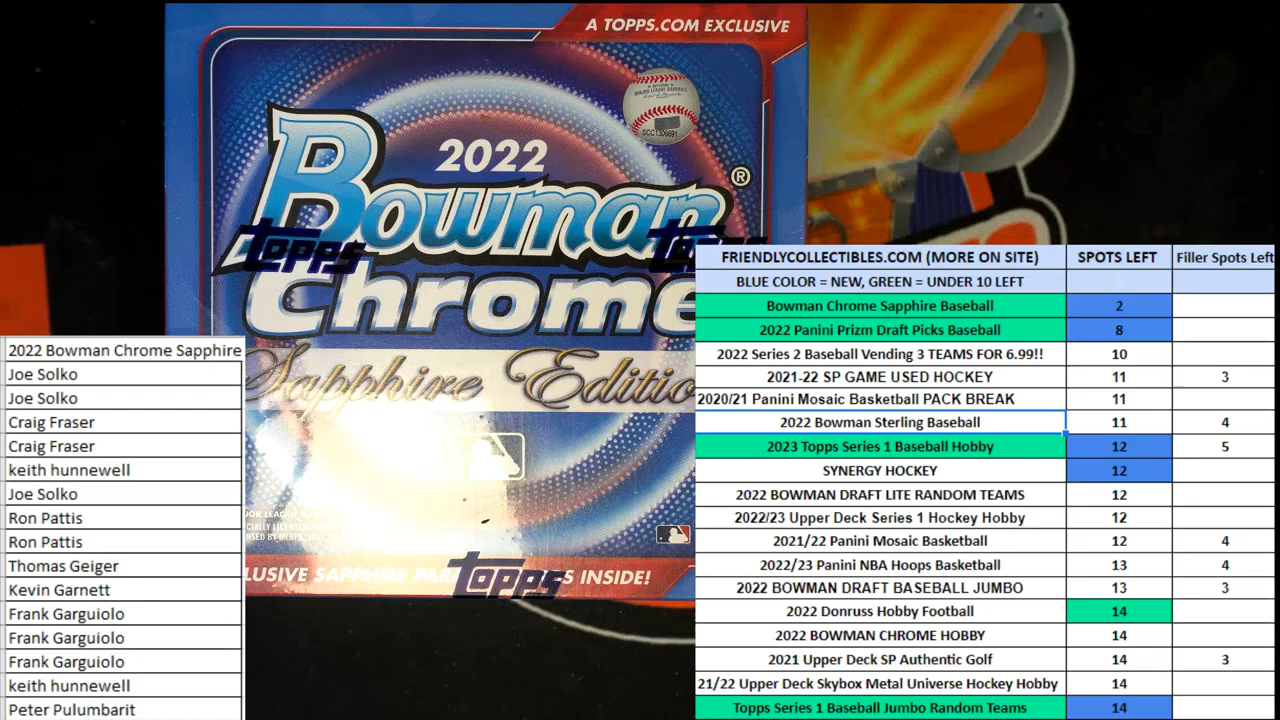 A TOPPS.COM EXCLUSIVE
OFFICIAL
SCC1306691
2022
Bowman®
topps
topps
Chrome
Sapphire Editio
topps
LUSIVE SAPPHIRE PAR S INSIDE!
2022 Bowman Chrome Sapphire
Joe Solko
Joe Solko
Craig Fraser
Craig Fraser
keith hunnewell
Joe Solko
Ron Pattis
Ron Pattis
Thomas Geiger
Kevin Garnett
Frank Garguiolo
Frank Garguiolo
Frank Garguiolo
keith hunnewell
Peter Pulumbarit
FRIENDLYCOLLECTIBLES.COM (MORE ON SITE) SPOTS LEFT Filler Spots Left
BLUE COLOR = NEW, GREEN = UNDER 10 LEFT
Bowman Chrome Sapphire Baseball 2
2022 Panini Prizm Draft Picks Baseball 8
2022 Series 2 Baseball Vending 3 TEAMS FOR 6.99!! 10
2021-22 SP GAME USED HOCKEY 11 3
2020/21 Panini Mosaic Basketball PACK BREAK 11
2022 Bowman Sterling Baseball 11 4
2023 Topps Series 1 Baseball Hobby 12 5
SYNERGY HOCKEY 12
2022 BOWMAN DRAFT LITE RANDOM TEAMS 12
2022/23 Upper Deck Series 1 Hockey Hobby 12
2021/22 Panini Mosaic Basketball 12 4
2022/23 Panini NBA Hoops Basketball 13 4
2022 BOWMAN DRAFT BASEBALL JUMBO 13 3
2022 Donruss Hobby Football 14
2022 BOWMAN CHROME HOBBY 14
2021 Upper Deck SP Authentic Golf 14 3
21/22 Upper Deck Skybox Metal Universe Hockey Hobby 14
Topps Series 1 Baseball Jumbo Random Teams 14